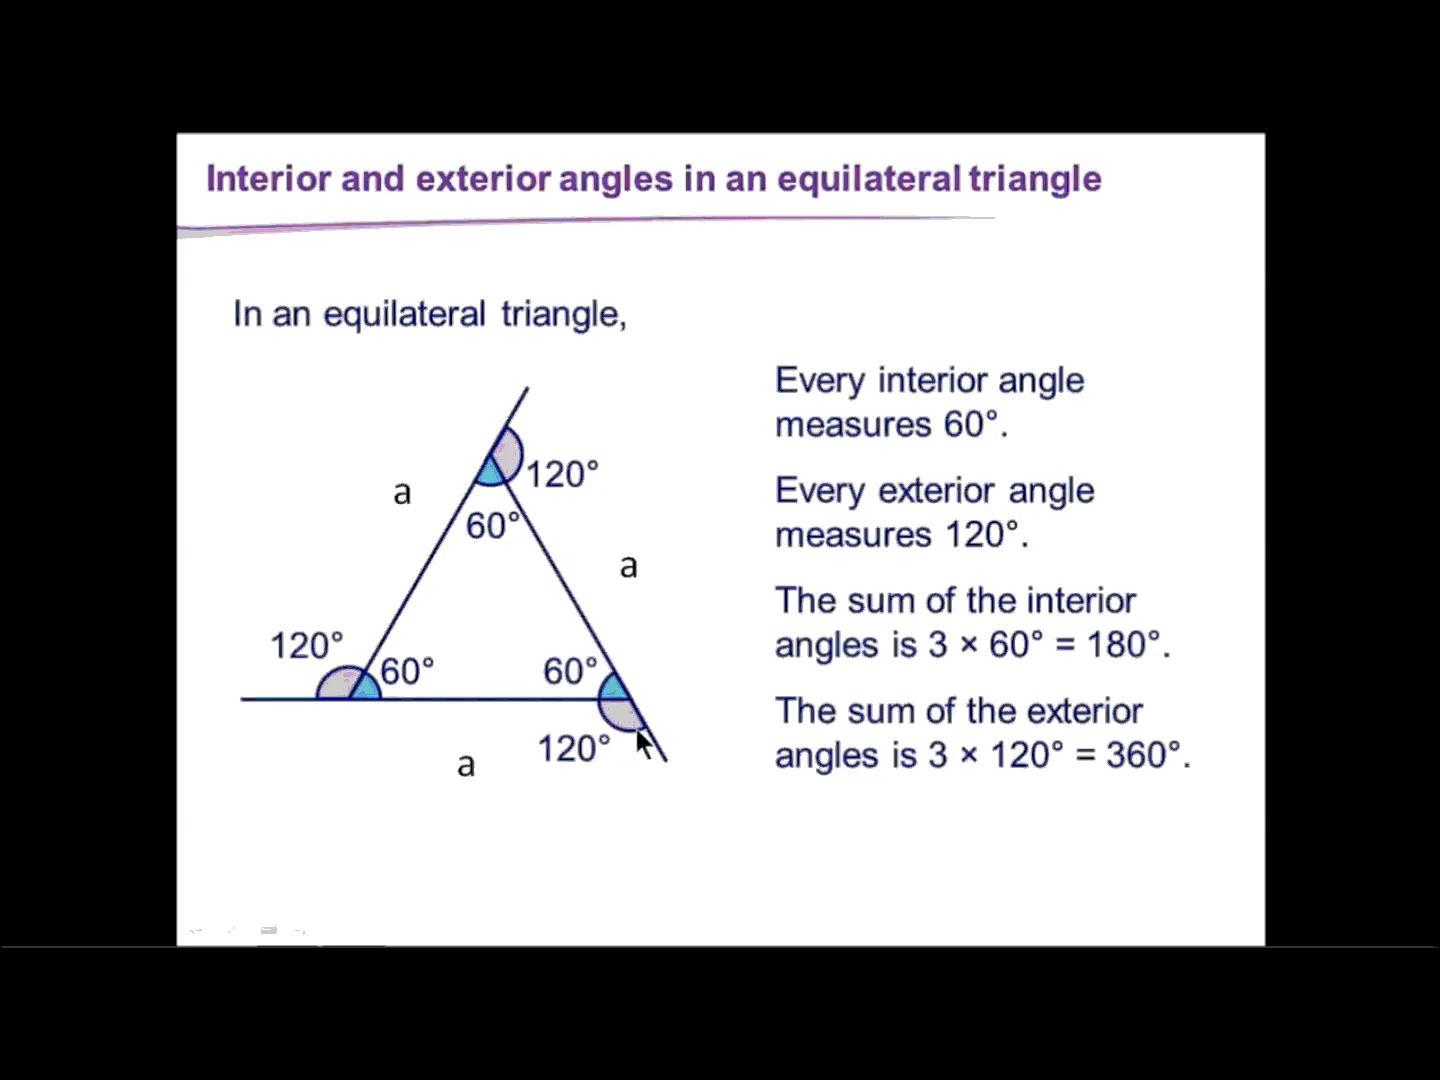 Interior and exterior angles in an equilateral triangle
In an equilateral triangle,
Every interior angle
measures 60°.
Every exterior angle
measures 120°.
The sum of the interior
angles is 3 × 60° = 180°.
The sum of the exterior
angles is 3 × 120° = 360°.
a
120°
60°
a
120°
60°
60°
120°
a